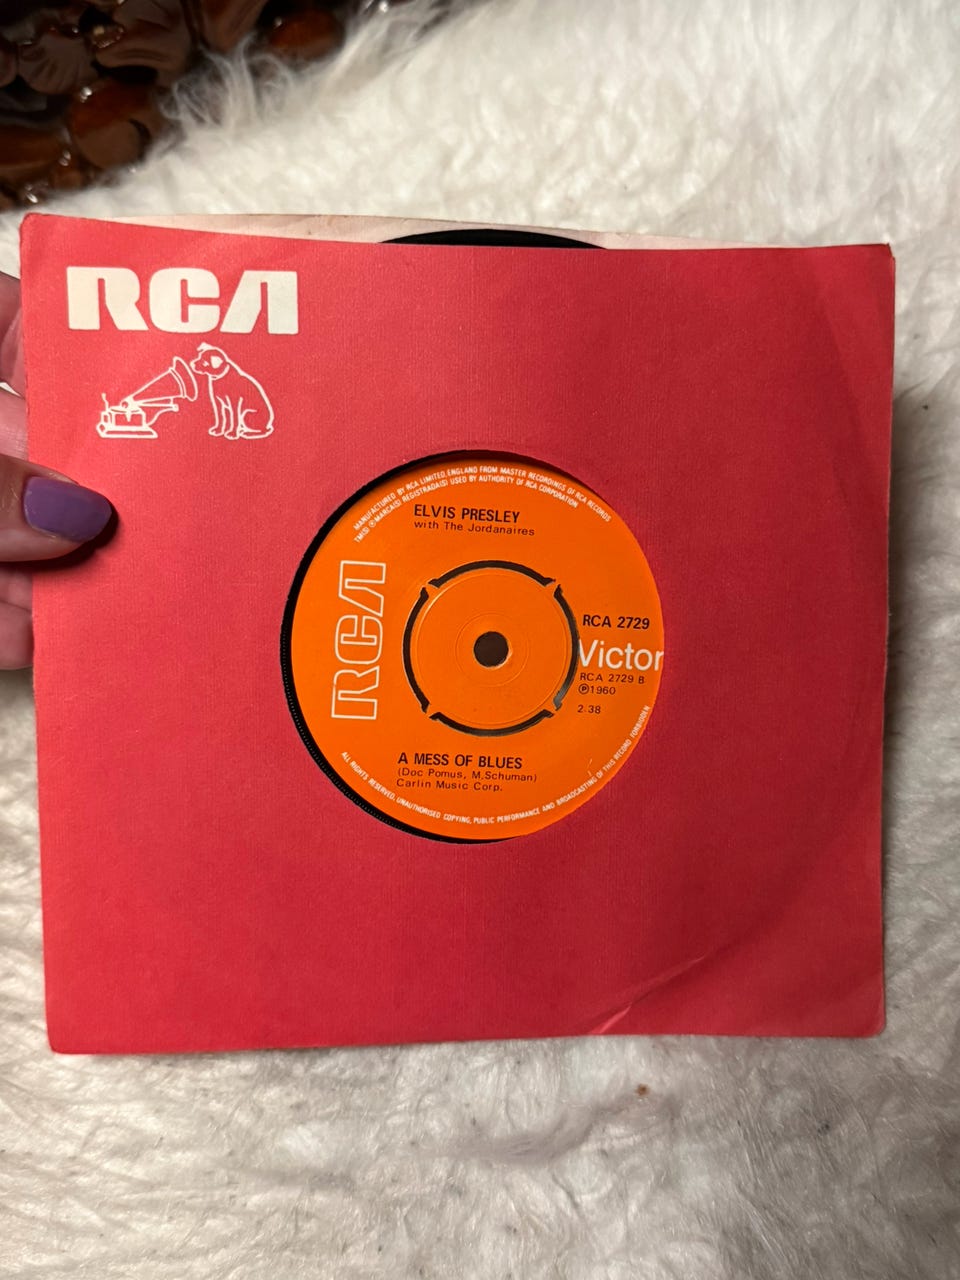 RCA
MANUFACTURED BY RCA LIMITED, ENGLAND FROM MASTER RECORDINGS OF RCA RECORDS
TM(S) ® MARCA(S) REGISTRADA(S) USED BY AUTHORITY OF RCA CORPORATION
ELVIS PRESLEY
with The Jordanaires
RCA
RCA 2729
Victor
RCA 2729 B
℗1960
2.38
A MESS OF BLUES
(Doc Pomus, M.Schuman)
Carlin Music Corp.
ALL RIGHTS RESERVED, UNAUTHORISED COPYING, PUBLIC PERFORMANCE AND BROADCASTING OF THIS RECORD FORBIDDEN